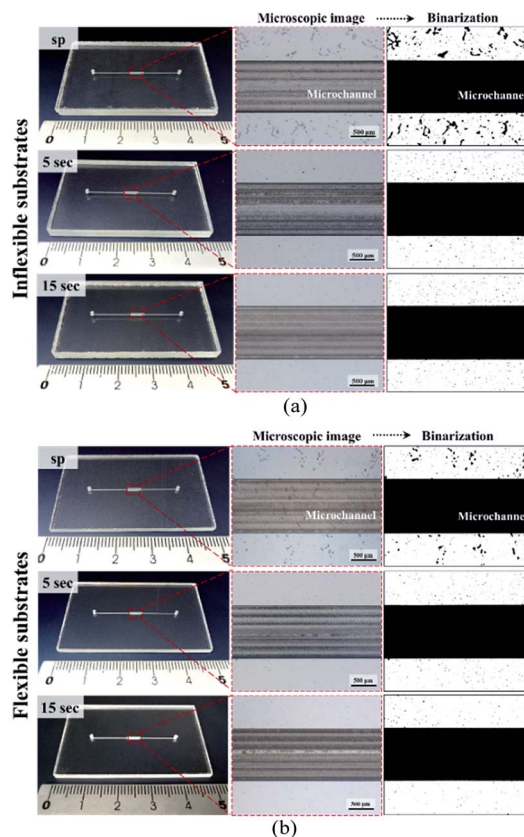 Microscopic image Binarization
Inflexible substrates
sp
Microchannel
500 μm
Microchannel
0 1 2 3 4 5
5 sec
500 μm
0 1 2 3 4 5
15 sec
500 μm
0 1 2 3 4 5
(a)
Microscopic image Binarization
Flexible substrates
sp
Microchannel
500 μm
Microchannel
0 1 2 3 4 5
5 sec
500 μm
0 1 2 3 4 5
15 sec
500 μm
0 1 2 3 4 5
(b)